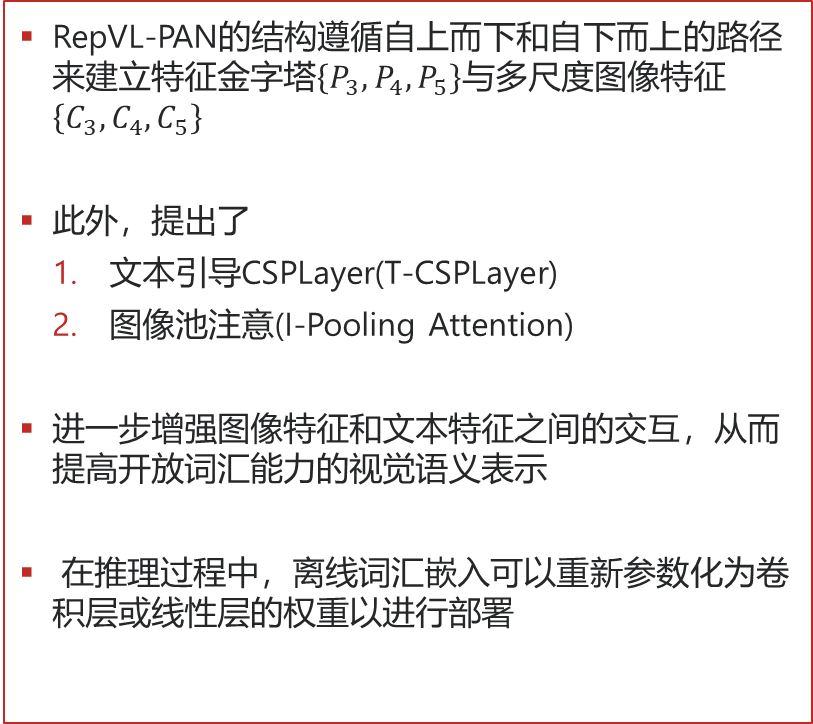 ▪ RepVL-PAN的结构遵循自上而下和自下而上的路径
来建立特征金字塔{P₃, P₄, P₅}与多尺度图像特征
{C₃, C₄, C₅}
▪ 此外，提出了
1. 文本引导CSPLayer(T-CSPLayer)
2. 图像池注意(I-Pooling Attention)
▪ 进一步增强图像特征和文本特征之间的交互，从而
提高开放词汇能力的视觉语义表示
▪ 在推理过程中，离线词汇嵌入可以重新参数化为卷
积层或线性层的权重以进行部署